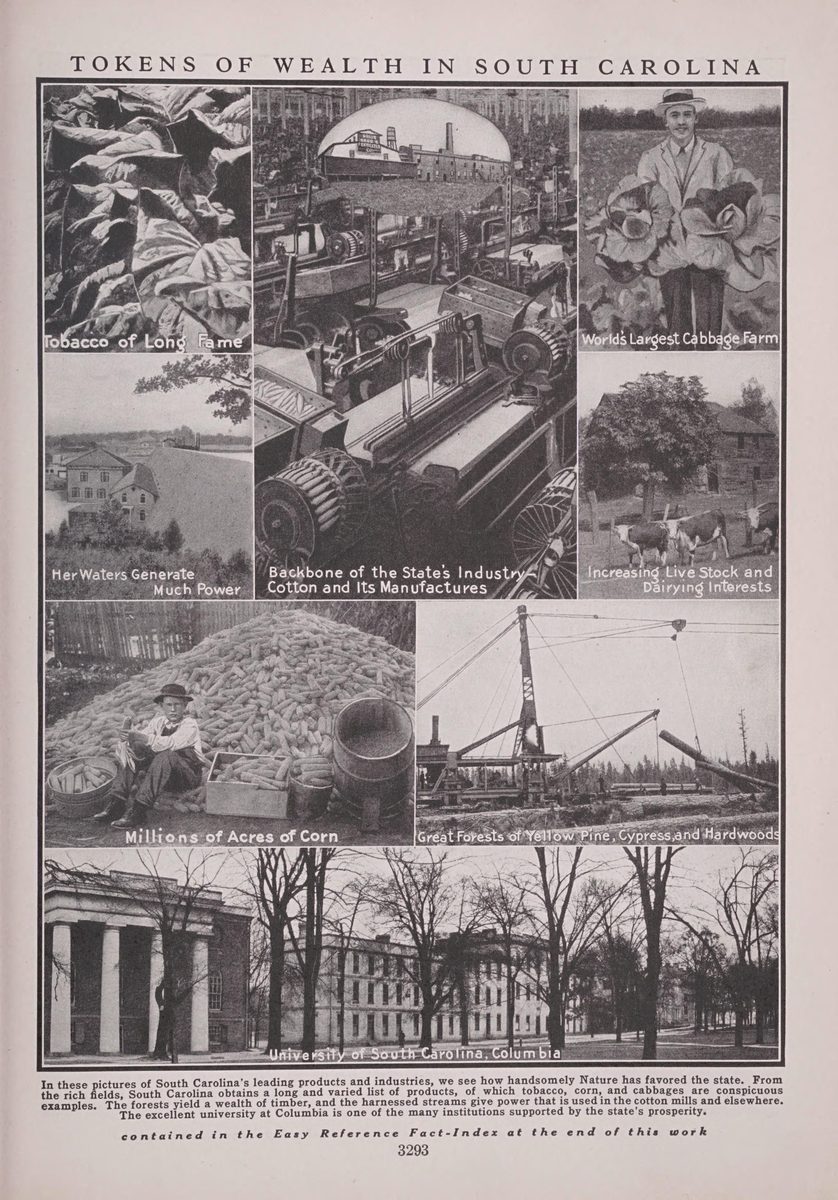 TOKENS OF WEALTH IN SOUTH CAROLINA
Tobacco of Long Fame
World's Largest Cabbage Farm
Her Waters Generate
Much Power
Backbone of the State's Industry—
Cotton and Its Manufactures
Increasing Live Stock and
Dairying Interests
Millions of Acres of Corn
Great Forests of Yellow Pine, Cypress, and Hardwoods
University of South Carolina, Columbia
In these pictures of South Carolina's leading products and industries, we see how handsomely Nature has favored the state. From
the rich fields, South Carolina obtains a long and varied list of products, of which tobacco, corn, and cabbages are conspicuous
examples. The forests yield a wealth of timber, and the harnessed streams give power that is used in the cotton mills and elsewhere.
The excellent university at Columbia is one of the many institutions supported by the state's prosperity.
contained in the Easy Reference Fact-Index at the end of this work
3293